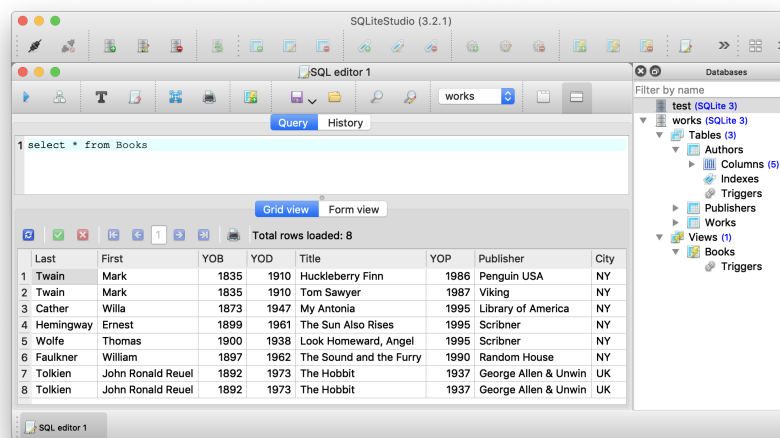 SQLiteStudio (3.2.1)
SQL editor 1
Databases
T
works
Filter by name
test (SQLite 3)
works (SQLite 3)
Tables (3)
Authors
Columns (5)
Indexes
Triggers
Publishers
Works
Views (1)
Books
Triggers
Query History
1 select * from Books
Grid view Form view
1 Total rows loaded: 8
Last First YOB YOD Title YOP Publisher City
1 Twain Mark 1835 1910 Huckleberry Finn 1986 Penguin USA NY
2 Twain Mark 1835 1910 Tom Sawyer 1987 Viking NY
3 Cather Willa 1873 1947 My Antonia 1995 Library of America NY
4 Hemingway Ernest 1899 1961 The Sun Also Rises 1995 Scribner NY
5 Wolfe Thomas 1900 1938 Look Homeward, Angel 1995 Scribner NY
6 Faulkner William 1897 1962 The Sound and the Furry 1990 Random House NY
7 Tolkien John Ronald Reuel 1892 1973 The Hobbit 1937 George Allen & Unwin UK
8 Tolkien John Ronald Reuel 1892 1973 The Hobbit 1937 George Allen & Unwin UK
SQL editor 1